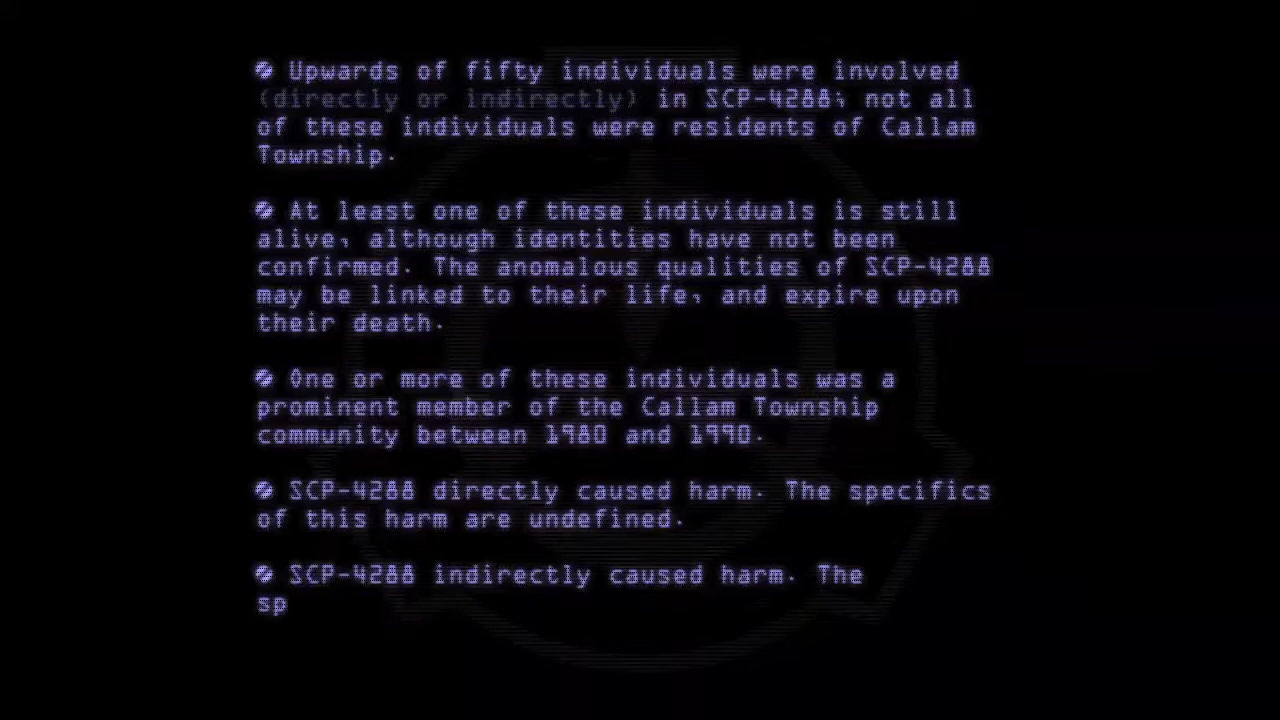 • Upwards of fifty individuals were involved
(directly or indirectly) in SCP-4288, not all
of these individuals were residents of Callam
Township.
• At least one of these individuals is still
alive, although identities have not been
confirmed. The anomalous qualities of SCP-4288
may be linked to their life, and expire upon
their death.
• One or more of these individuals was a
prominent member of the Callam Township
community between 1980 and 1990.
• SCP-4288 directly caused harm. The specifics
of this harm are undefined.
• SCP-4288 indirectly caused harm. The
sp